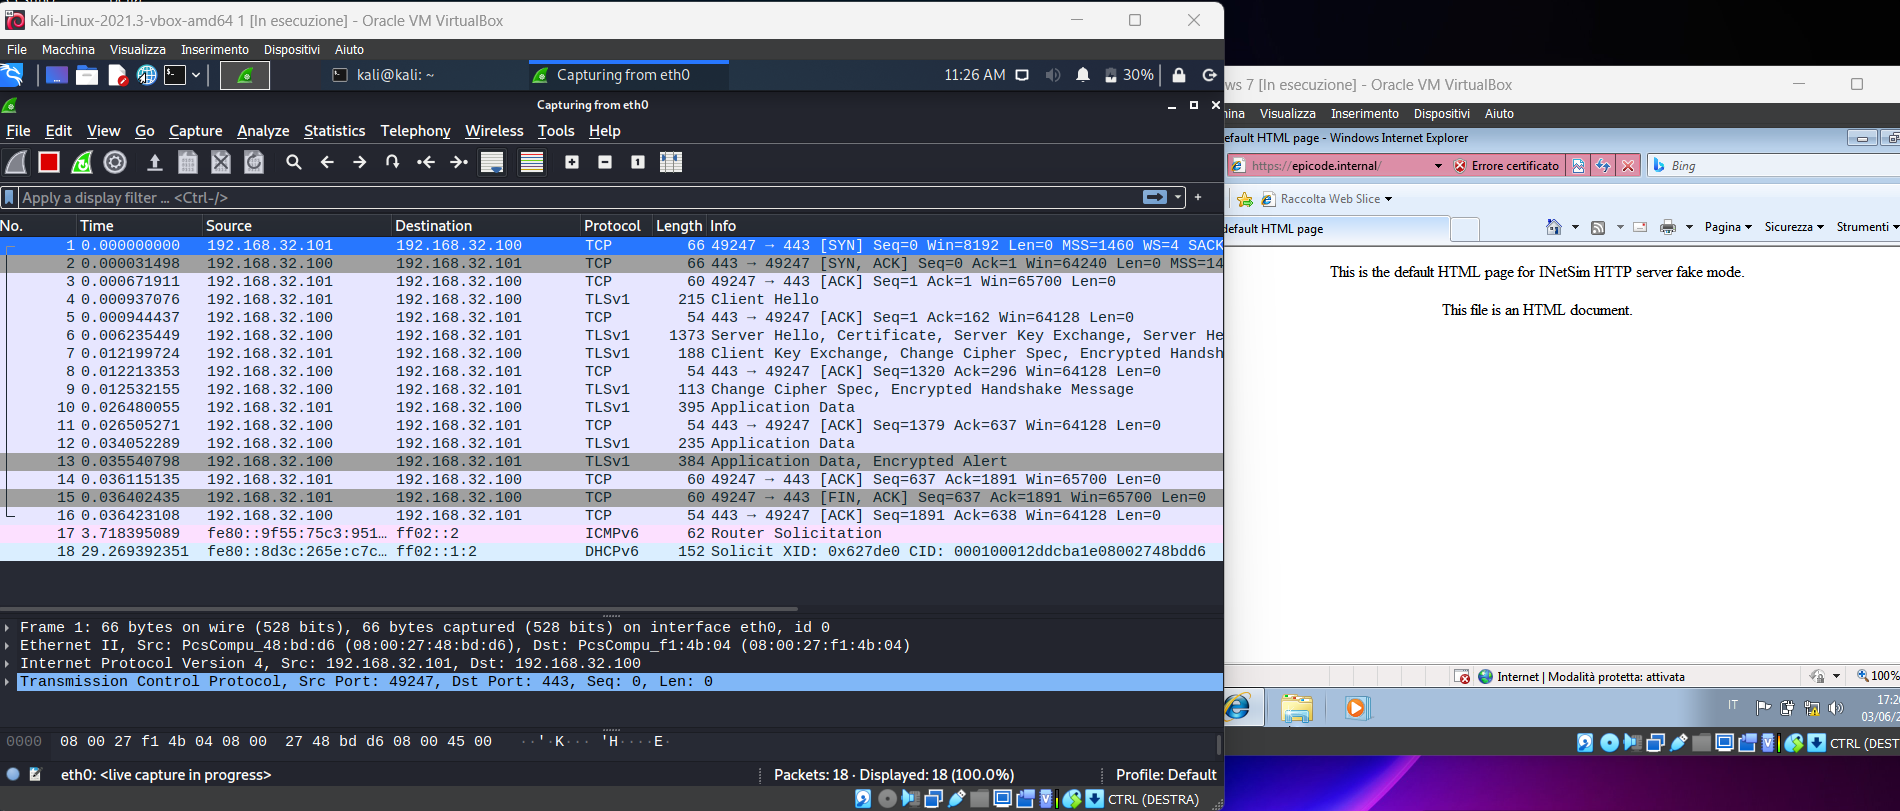 Kali-Linux-2021.3-vbox-amd64 1 [In esecuzione] - Oracle VM VirtualBox
File Macchina Visualizza Inserimento Dispositivi Aiuto
kali@kali: ~ Capturing from eth0 11:26 AM 30%
Capturing from eth0
File Edit View Go Capture Analyze Statistics Telephony Wireless Tools Help
Apply a display filter ... <Ctrl-/>
No. Time Source Destination Protocol Length Info
1 0.000000000 192.168.32.101 192.168.32.100 TCP 66 49247 → 443 [SYN] Seq=0 Win=8192 Len=0 MSS=1460 WS=4 SACK
2 0.000031498 192.168.32.100 192.168.32.101 TCP 66 443 → 49247 [SYN, ACK] Seq=0 Ack=1 Win=64240 Len=0 MSS=14
3 0.000671911 192.168.32.101 192.168.32.100 TCP 60 49247 → 443 [ACK] Seq=1 Ack=1 Win=65700 Len=0
4 0.000937076 192.168.32.101 192.168.32.100 TLSv1 215 Client Hello
5 0.000944437 192.168.32.100 192.168.32.101 TCP 54 443 → 49247 [ACK] Seq=1 Ack=162 Win=64128 Len=0
6 0.006235449 192.168.32.100 192.168.32.101 TLSv1 1373 Server Hello, Certificate, Server Key Exchange, Server He
7 0.012199724 192.168.32.101 192.168.32.100 TLSv1 188 Client Key Exchange, Change Cipher Spec, Encrypted Handsh
8 0.012213353 192.168.32.100 192.168.32.101 TCP 54 443 → 49247 [ACK] Seq=1320 Ack=296 Win=64128 Len=0
9 0.012532155 192.168.32.100 192.168.32.101 TLSv1 113 Change Cipher Spec, Encrypted Handshake Message
10 0.026480055 192.168.32.101 192.168.32.100 TLSv1 395 Application Data
11 0.026505271 192.168.32.100 192.168.32.101 TCP 54 443 → 49247 [ACK] Seq=1379 Ack=637 Win=64128 Len=0
12 0.034052289 192.168.32.100 192.168.32.101 TLSv1 235 Application Data
13 0.035540798 192.168.32.100 192.168.32.101 TLSv1 384 Application Data, Encrypted Alert
14 0.036115135 192.168.32.101 192.168.32.100 TCP 60 49247 → 443 [ACK] Seq=637 Ack=1891 Win=65700 Len=0
15 0.036402435 192.168.32.101 192.168.32.100 TCP 60 49247 → 443 [FIN, ACK] Seq=637 Ack=1891 Win=65700 Len=0
16 0.036423108 192.168.32.100 192.168.32.101 TCP 54 443 → 49247 [ACK] Seq=1891 Ack=638 Win=64128 Len=0
17 3.718395089 fe80::9f55:75c3:951… ff02::2 ICMPv6 62 Router Solicitation
18 29.269392351 fe80::8d3c:265e:c7c… ff02::1:2 DHCPv6 152 Solicit XID: 0x627de0 CID: 000100012ddcba1e08002748bdd6
Frame 1: 66 bytes on wire (528 bits), 66 bytes captured (528 bits) on interface eth0, id 0
Ethernet II, Src: PcsCompu_48:bd:d6 (08:00:27:48:bd:d6), Dst: PcsCompu_f1:4b:04 (08:00:27:f1:4b:04)
Internet Protocol Version 4, Src: 192.168.32.101, Dst: 192.168.32.100
Transmission Control Protocol, Src Port: 49247, Dst Port: 443, Seq: 0, Len: 0
0000 08 00 27 f1 4b 04 08 00 27 48 bd d6 08 00 45 00 ··'·K··· 'H····E·
eth0: <live capture in progress> Packets: 18 · Displayed: 18 (100.0%) Profile: Default
CTRL (DESTRA)
ws 7 [In esecuzione] - Oracle VM VirtualBox
hina Visualizza Inserimento Dispositivi Aiuto
efault HTML page - Windows Internet Explorer
https://epicode.internal/ Errore certificato Bing
Raccolta Web Slice
default HTML page Pagina Sicurezza Strumenti
This is the default HTML page for INetSim HTTP server fake mode.
This file is an HTML document.
Internet | Modalità protetta: attivata 100%
IT 17:2
03/06/2
CTRL (DEST